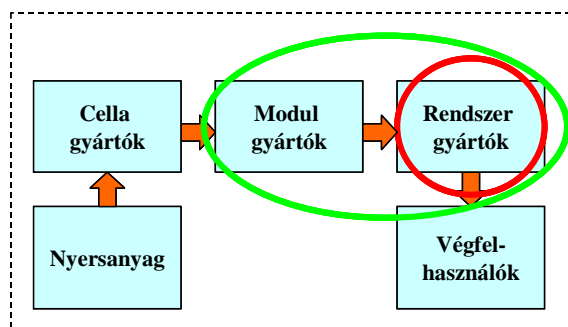 Cella
gyártók
Modul
gyártók
Rendszer
gyártók
Nyersanyag
Végfel-
használók